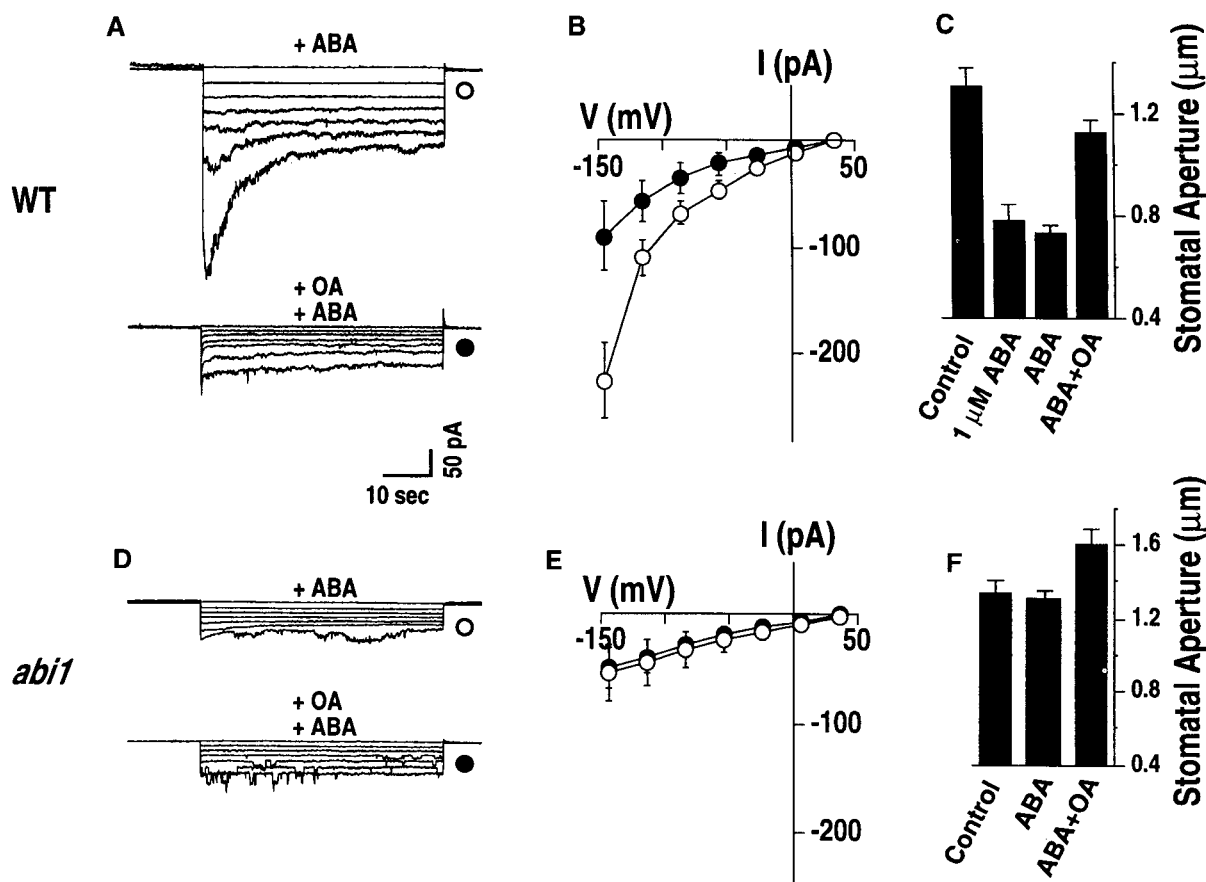 A
+ ABA
WT
+ OA
+ ABA
50 pA
10 sec
B
I (pA)
V (mV)
-150
50
-100
-200
C
Stomatal Aperture (μm)
1.2
0.8
0.4
Control
1 μM ABA
ABA
ABA+OA
D
+ ABA
abi1
+ OA
+ ABA
E
I (pA)
V (mV)
-150
50
-100
-200
F
Stomatal Aperture (μm)
1.6
1.2
0.8
0.4
Control
ABA
ABA+OA